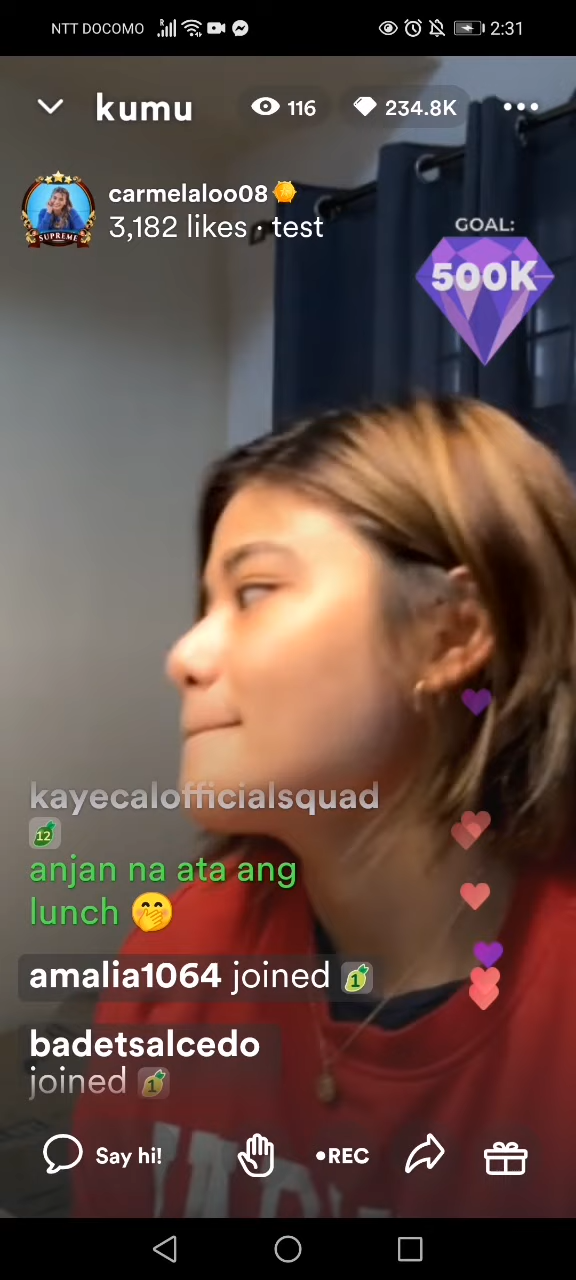 NTT DOCOMO 2:31
kumu 116 234.8K
carmelaloo08
3,182 likes · test
SUPREME
GOAL:
500K
kayecalofficialsquad
12
anjan na ata ang
lunch 🤭
amalia1064 joined 1
badetsalcedo
joined 1
Say hi! •REC